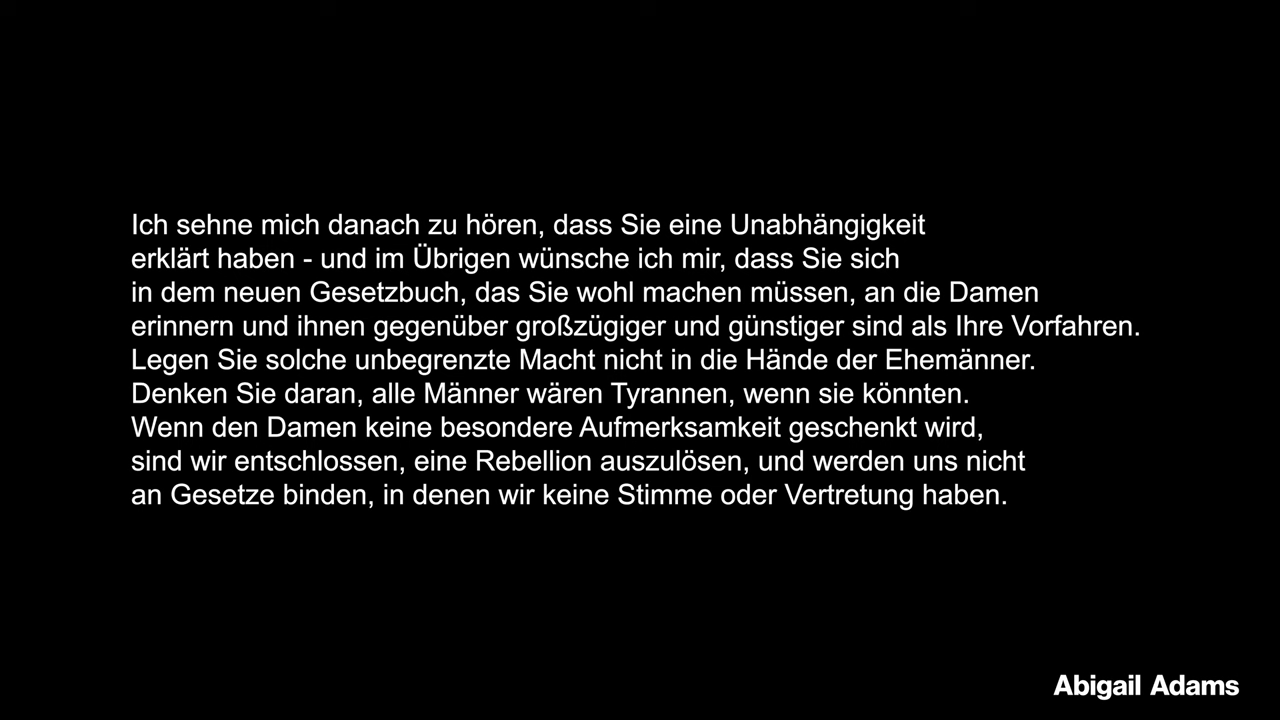 Ich sehne mich danach zu hören, dass Sie eine Unabhängigkeit
erklärt haben - und im Übrigen wünsche ich mir, dass Sie sich
in dem neuen Gesetzbuch, das Sie wohl machen müssen, an die Damen
erinnern und ihnen gegenüber großzügiger und günstiger sind als Ihre Vorfahren.
Legen Sie solche unbegrenzte Macht nicht in die Hände der Ehemänner.
Denken Sie daran, alle Männer wären Tyrannen, wenn sie könnten.
Wenn den Damen keine besondere Aufmerksamkeit geschenkt wird,
sind wir entschlossen, eine Rebellion auszulösen, und werden uns nicht
an Gesetze binden, in denen wir keine Stimme oder Vertretung haben.
Abigail Adams